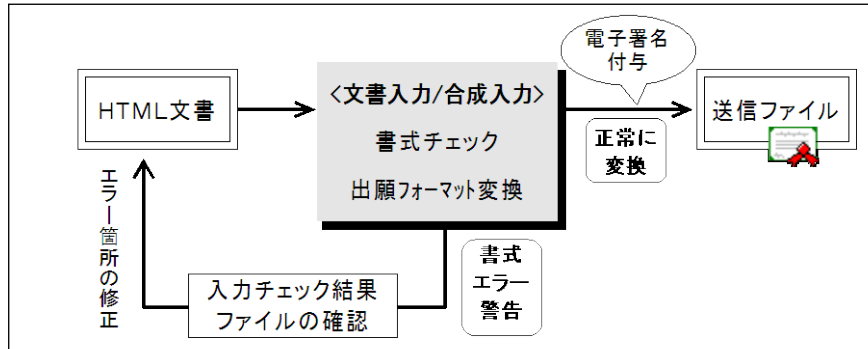 電子署名
付与
HTML文書
<文書入力/合成入力>
書式チェック
出願フォーマット変換
正常に
変換
送信ファイル
エラー箇所の修正
入力チェック結果
ファイルの確認
書式
エラー
警告